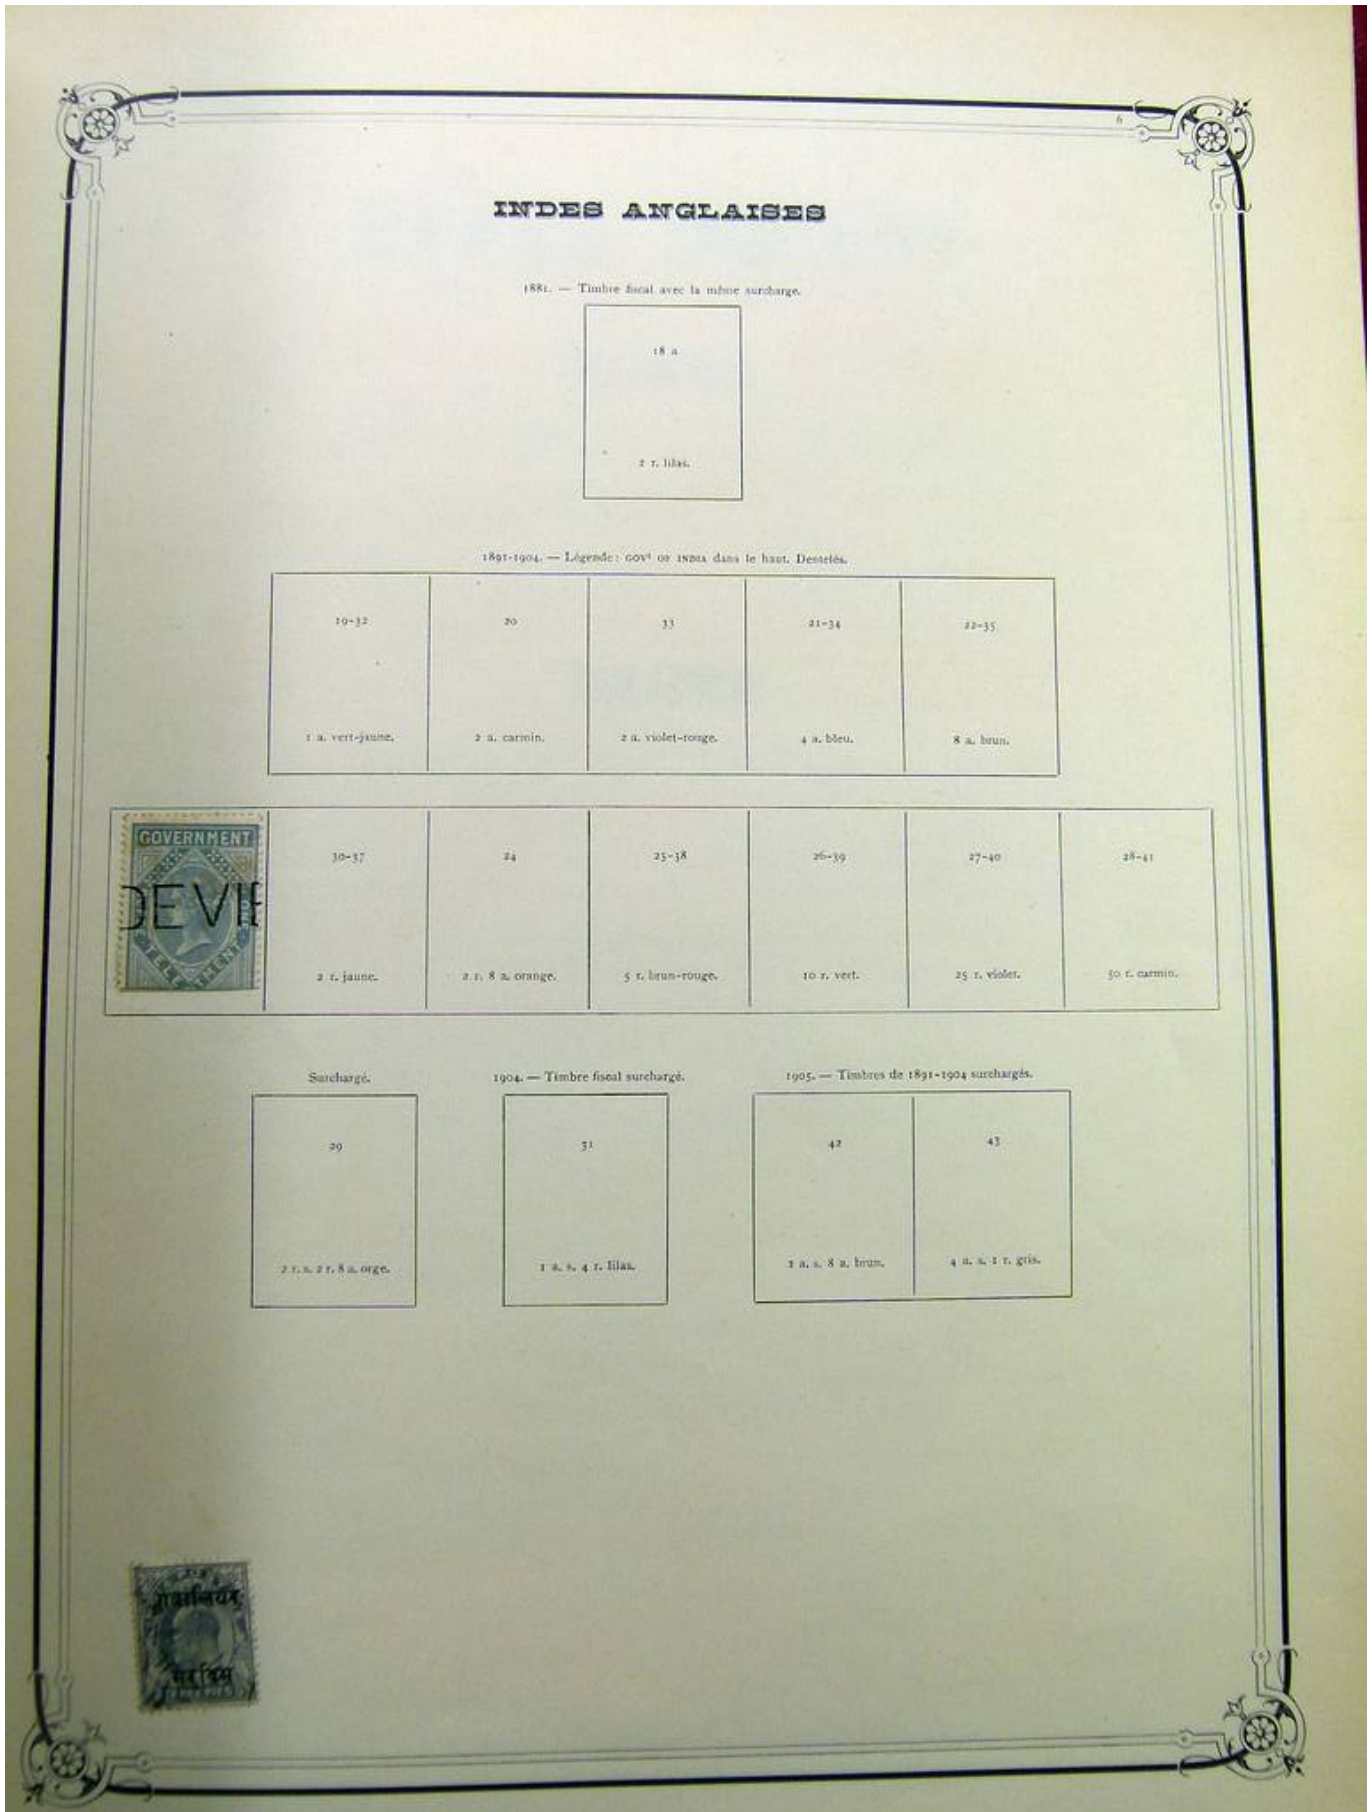 6
INDES ANGLAISES
1881. — Timbre fiscal avec la même surcharge.
18 a
2 r. lilas.
1891-1904. — Légende: GOVᵗ OF INDIA dans le haut. Dentelés.
19-32 20 33 21-34 22-35
1 a. vert-jaune. 2 a. carmin. 2 a. violet-rouge. 4 a. bleu. 8 a. brun.
GOVERNMENT
30-37 24 25-38 26-39 27-40 28-41
DEVI
2 r. jaune. 2 r. 8 a. orange. 5 r. brun-rouge. 10 r. vert. 25 r. violet. 50 r. carmin.
Surchargé. 1904. — Timbre fiscal surchargé. 1905. — Timbres de 1891-1904 surchargés.
29 31 42 43
2 r. s. 2 r. 8 a. orge. 1 a. s. 4 r. lilas. 2 a. s. 8 a. brun. 4 a. s. 1 r. gris.